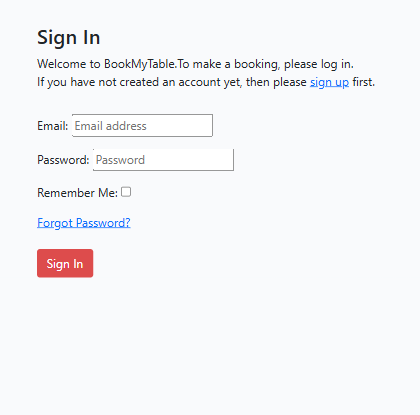 Sign In
Welcome to BookMyTable.To make a booking, please log in.
If you have not created an account yet, then please sign up first.
Email: Email address
Password: Password
Remember Me:
Forgot Password?
Sign In